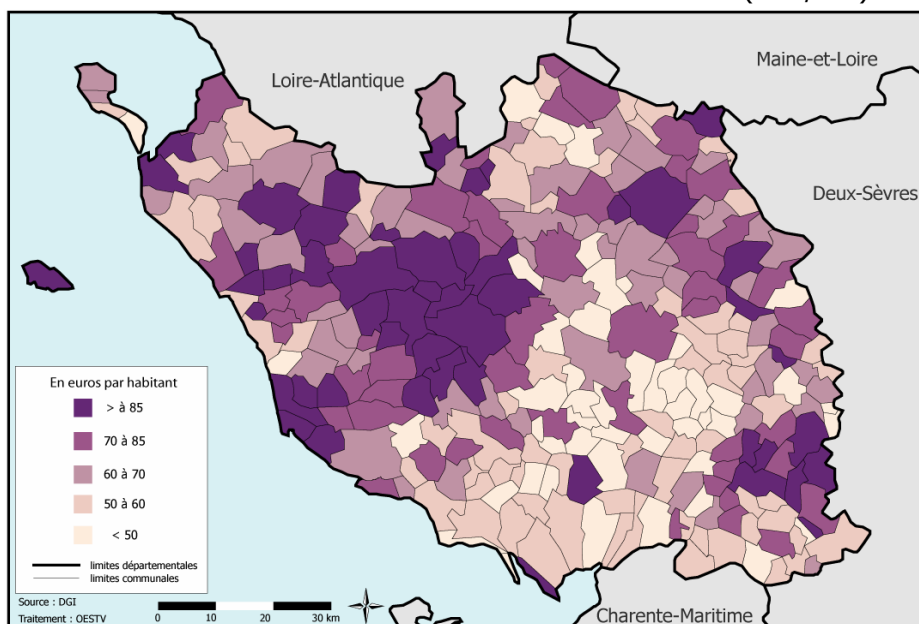 Loire-Atlantique
Maine-et-Loire
Deux-Sèvres
En euros par habitant
> à 85
70 à 85
60 à 70
50 à 60
< 50
limites départementales
limites communales
Source : DGI
Traitement : OESTV
0 10 20 30 km
Charente-Maritime